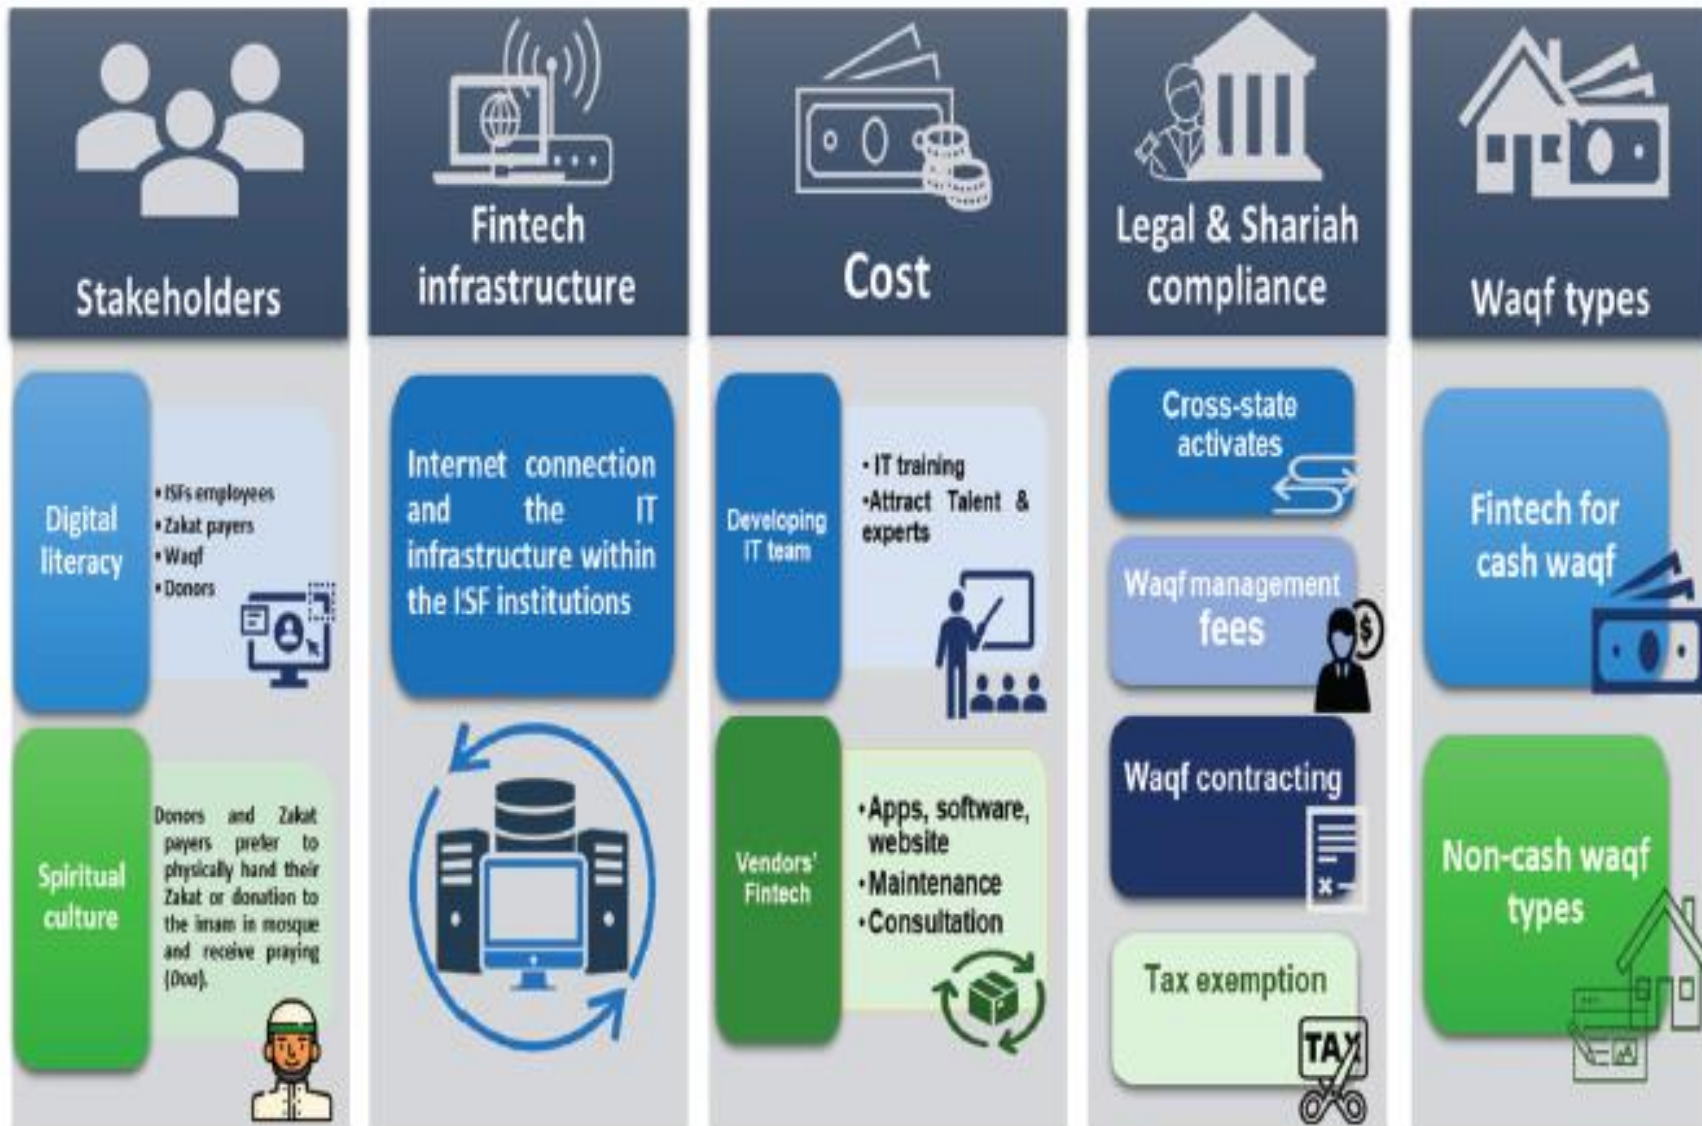 Stakeholders
Digital
literacy
• ISFs employees
• Zakat payers
• Waqf
• Donors
Spiritual
culture
Donors and Zakat
payers prefer to
physically hand their
Zakat or donation to
the imam in mosque
and receive praying
(Doa).
Fintech
infrastructure
Internet connection
and the IT
infrastructure within
the ISF institutions
Cost
Developing
IT team
• IT training
•Attract Talent &
experts
Vendors'
Fintech
•Apps, software,
website
•Maintenance
•Consultation
Legal & Shariah
compliance
Cross-state
activates
Waqf management
fees
$
Waqf contracting
Tax exemption
TAX
Waqf types
Fintech for
cash waqf
Non-cash waqf
types